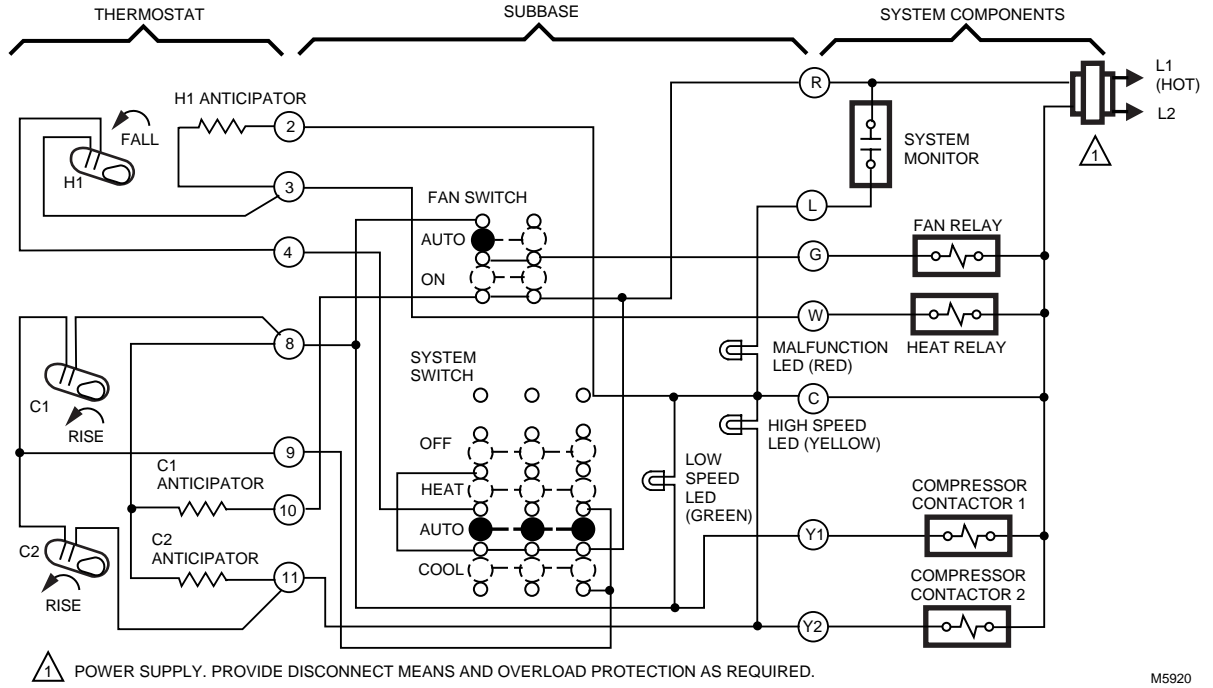 THERMOSTAT
SUBBASE
SYSTEM COMPONENTS
L1
(HOT)
L2
R
1
H1 ANTICIPATOR
2
FALL
H1
3
SYSTEM
MONITOR
L
FAN SWITCH
AUTO
ON
4
G
FAN RELAY
W
HEAT RELAY
8
MALFUNCTION
LED (RED)
SYSTEM
SWITCH
C1
RISE
C
HIGH SPEED
LED (YELLOW)
OFF
HEAT
AUTO
COOL
9
C1
ANTICIPATOR
10
LOW
SPEED
LED
(GREEN)
COMPRESSOR
CONTACTOR 1
Y1
C2
RISE
C2
ANTICIPATOR
11
COMPRESSOR
CONTACTOR 2
Y2
1 POWER SUPPLY. PROVIDE DISCONNECT MEANS AND OVERLOAD PROTECTION AS REQUIRED.
M5920